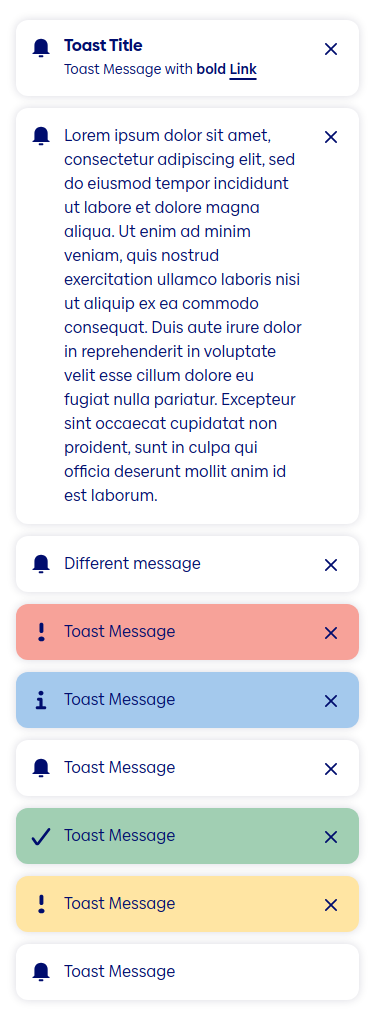 Toast Title
Toast Message with bold Link
Lorem ipsum dolor sit amet,
consectetur adipiscing elit, sed
do eiusmod tempor incididunt
ut labore et dolore magna
aliqua. Ut enim ad minim
veniam, quis nostrud
exercitation ullamco laboris nisi
ut aliquip ex ea commodo
consequat. Duis aute irure dolor
in reprehenderit in voluptate
velit esse cillum dolore eu
fugiat nulla pariatur. Excepteur
sint occaecat cupidatat non
proident, sunt in culpa qui
officia deserunt mollit anim id
est laborum.
Different message
Toast Message
Toast Message
Toast Message
Toast Message
Toast Message
Toast Message